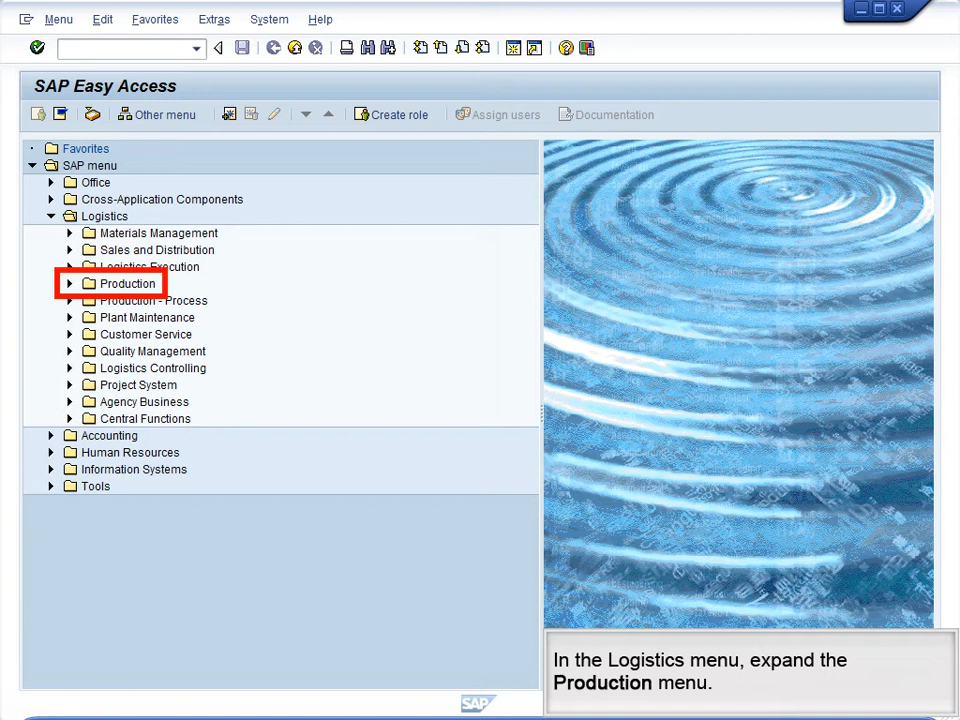 Menu Edit Favorites Extras System Help
SAP Easy Access
Other menu Create role Assign users Documentation
Favorites
SAP menu
Office
Cross-Application Components
Logistics
Materials Management
Sales and Distribution
Logistics Execution
Production
Production - Process
Plant Maintenance
Customer Service
Quality Management
Logistics Controlling
Project System
Agency Business
Central Functions
Accounting
Human Resources
Information Systems
Tools
In the Logistics menu, expand the
Production menu.
SAP